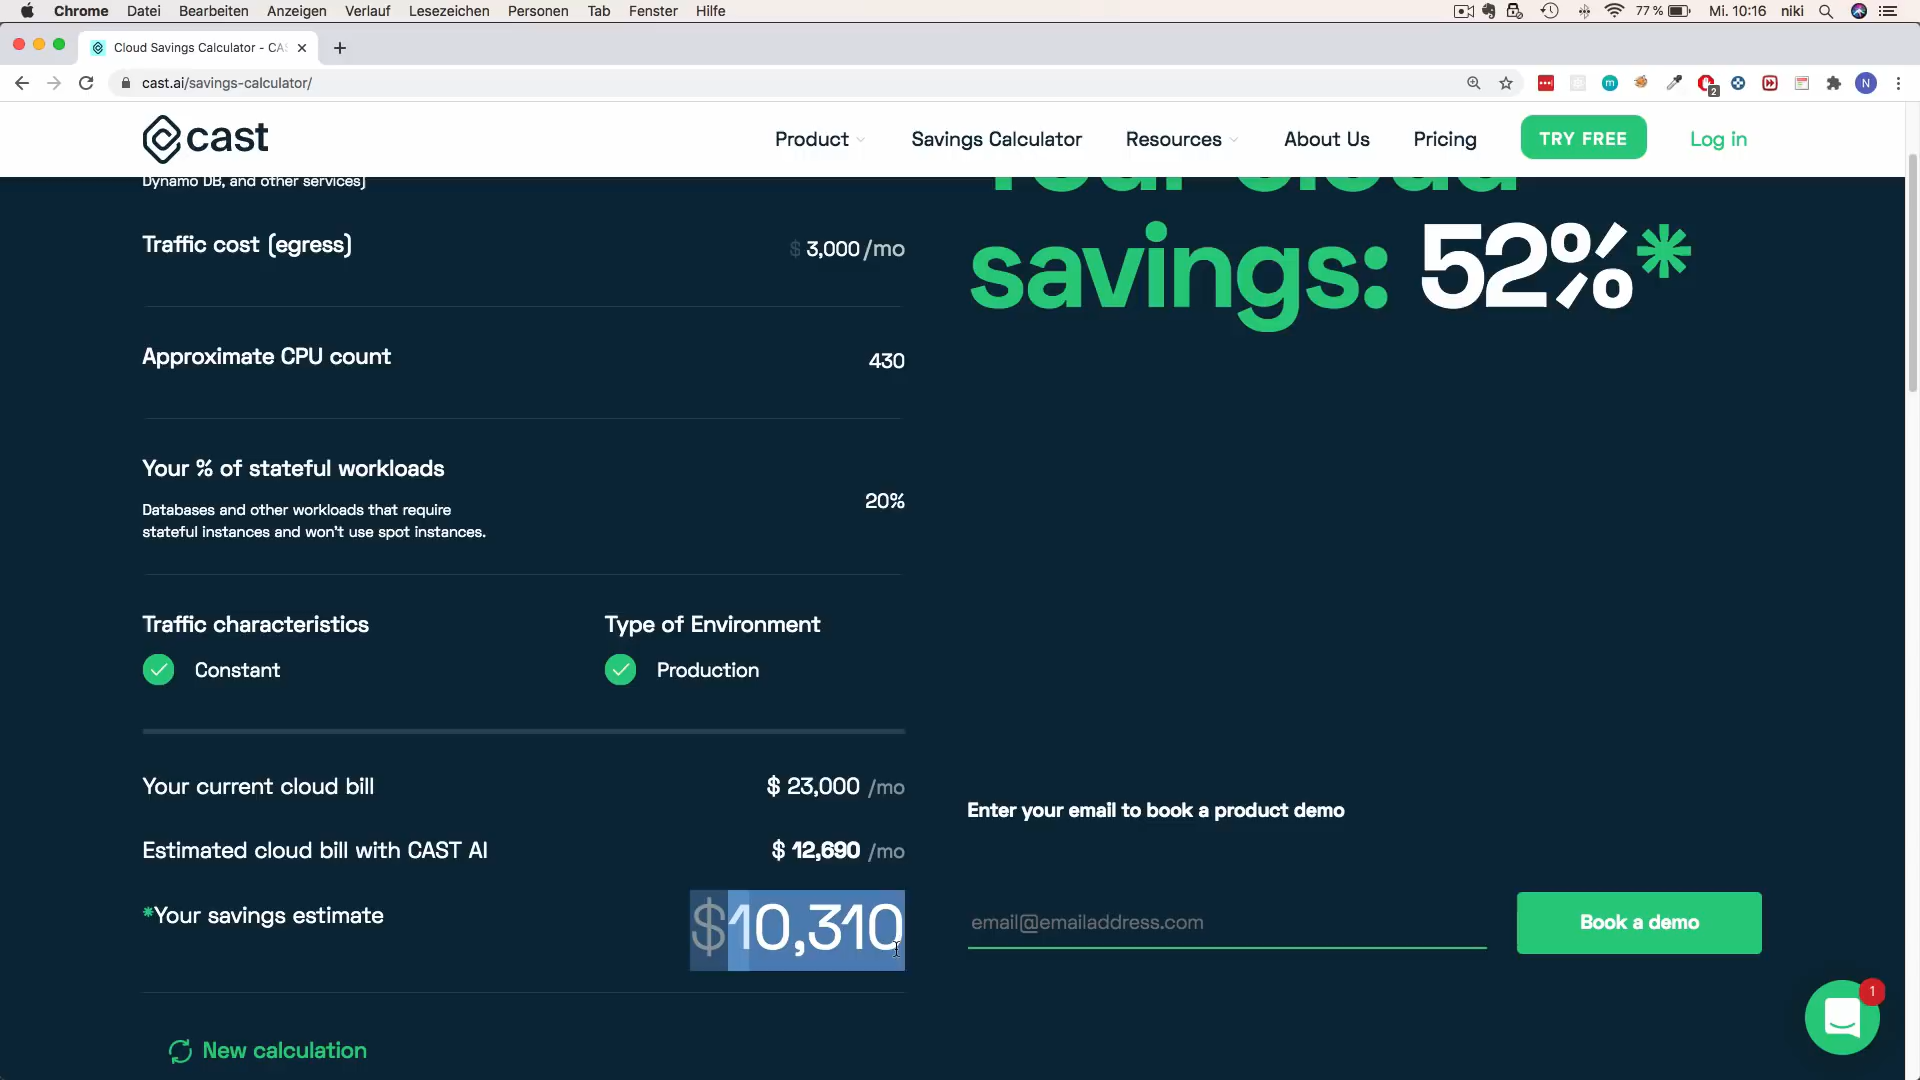 Chrome Datei Bearbeiten Anzeigen Verlauf Lesezeichen Personen Tab Fenster Hilfe 77 % Mi. 10:16 niki
Cloud Savings Calculator - CAS
cast.ai/savings-calculator/
2
N
cast
Product
Savings Calculator
Resources
About Us
Pricing
TRY FREE
Log in
Dynamo DB, and other services]
Traffic cost (egress)
$ 3,000 /mo
Approximate CPU count
430
Your % of stateful workloads
Databases and other workloads that require
stateful instances and won't use spot instances.
20%
Traffic characteristics
Constant
Type of Environment
Production
Your current cloud bill
$ 23,000 /mo
Estimated cloud bill with CAST AI
$ 12,690 /mo
*Your savings estimate
$10,310
New calculation
Your cloud
savings: 52%*
Enter your email to book a product demo
email@emailaddress.com
Book a demo
1